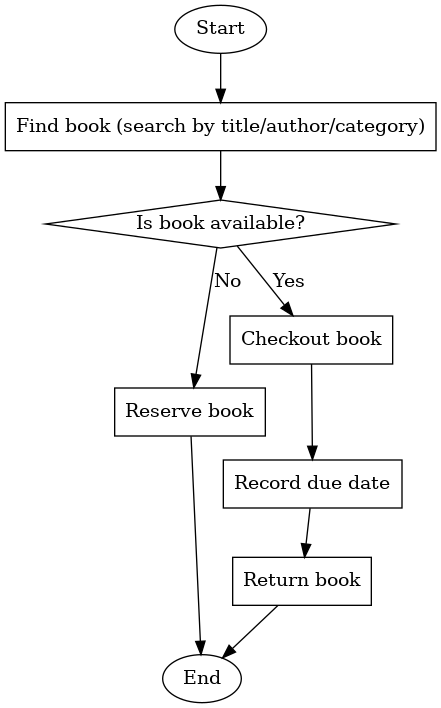 Start
Find book (search by title/author/category)
Is book available?
No
Yes
Checkout book
Reserve book
Record due date
Return book
End